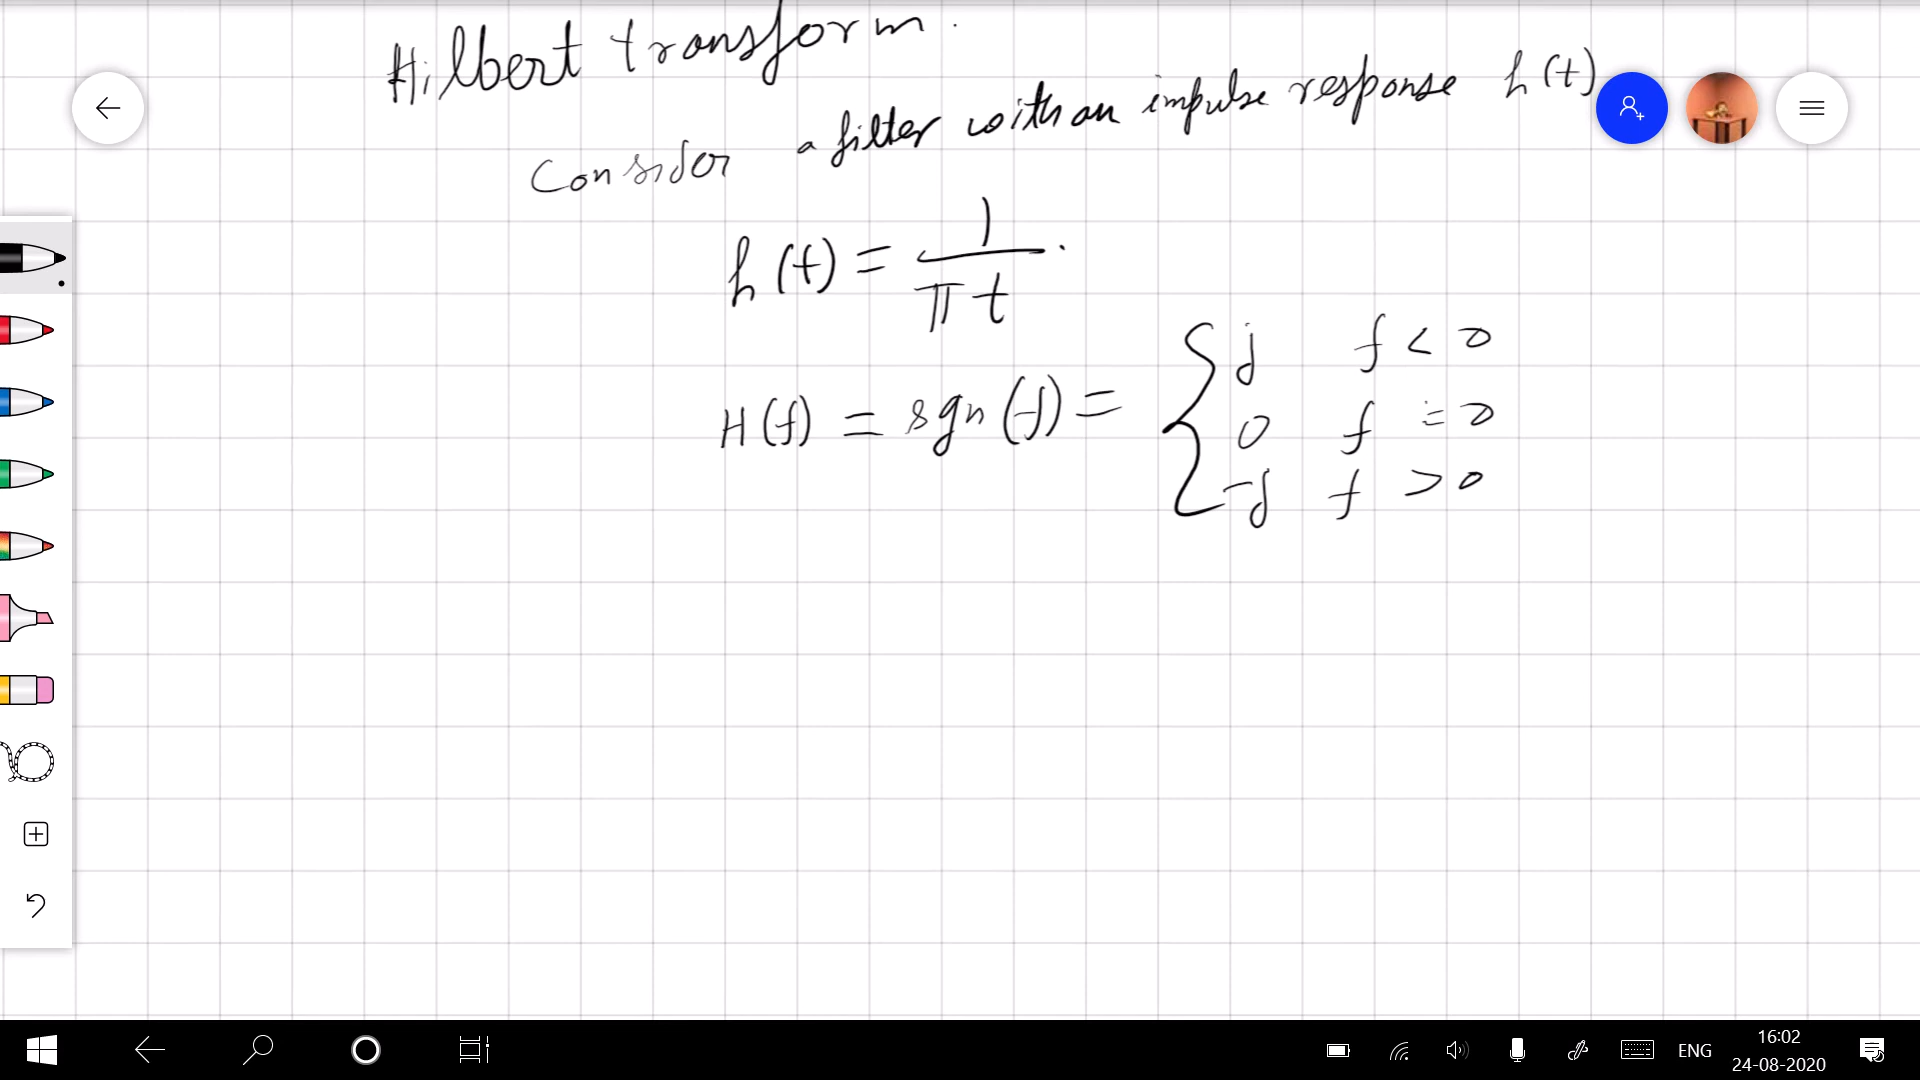 Hilbert transform.
Consider a filter with an impulse response h(t)
h(t) = 1/πt.
H(f) = sgn(f) = { j f < 0
0 f = 0
-j f > 0
ENG
16:02
24-08-2020